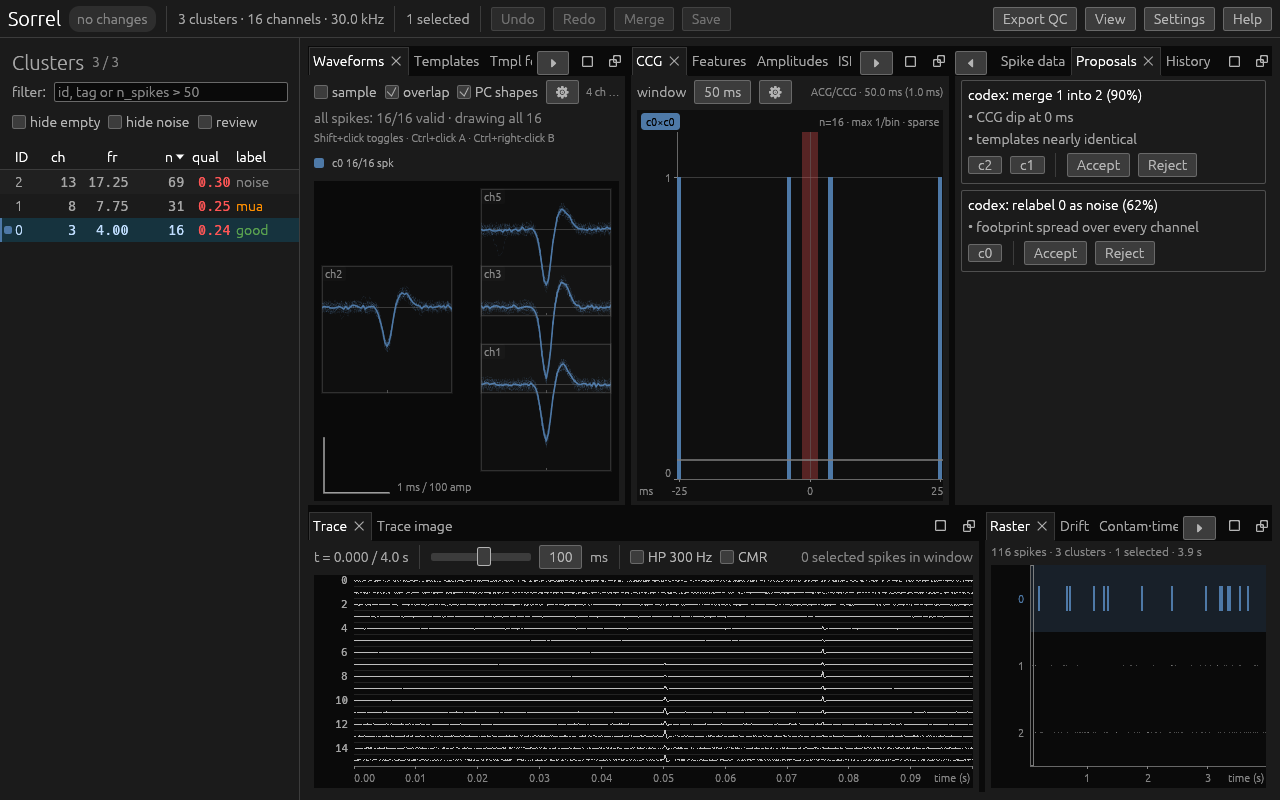 Sorrel no changes 3 clusters · 16 channels · 30.0 kHz 1 selected Undo Redo Merge Save Export QC View Settings Help
Clusters 3 / 3
filter: id, tag or n_spikes > 50
hide empty hide noise review
ID ch fr n qual label
2 13 17.25 69 0.30 noise
1 8 7.75 31 0.25 mua
0 3 4.00 16 0.24 good
Waveforms Templates Tmpl
sample overlap PC shapes 4 ch ...
all spikes: 16/16 valid · drawing all 16
Shift+click toggles · Ctrl+click A · Ctrl+right-click B
c0 16/16 spk
ch5
ch2
ch3
ch1
1 ms / 100 amp
CCG Features Amplitudes ISI
window 50 ms ACG/CCG · 50.0 ms (1.0 ms)
c0×c0 n=16 · max 1/bin · sparse
1
0
ms -25 0 25
Spike data Proposals History
codex: merge 1 into 2 (90%)
• CCG dip at 0 ms
• templates nearly identical
c2 c1 Accept Reject
codex: relabel 0 as noise (62%)
• footprint spread over every channel
c0 Accept Reject
Trace Trace image
t = 0.000 / 4.0 s 100 ms HP 300 Hz CMR 0 selected spikes in window
0
2
4
6
8
10
12
14
0.00 0.01 0.02 0.03 0.04 0.05 0.06 0.07 0.08 0.09 time (s)
Raster Drift Contam·time
116 spikes · 3 clusters · 1 selected · 3.9 s
0
1
2
1 2 3 time (s)